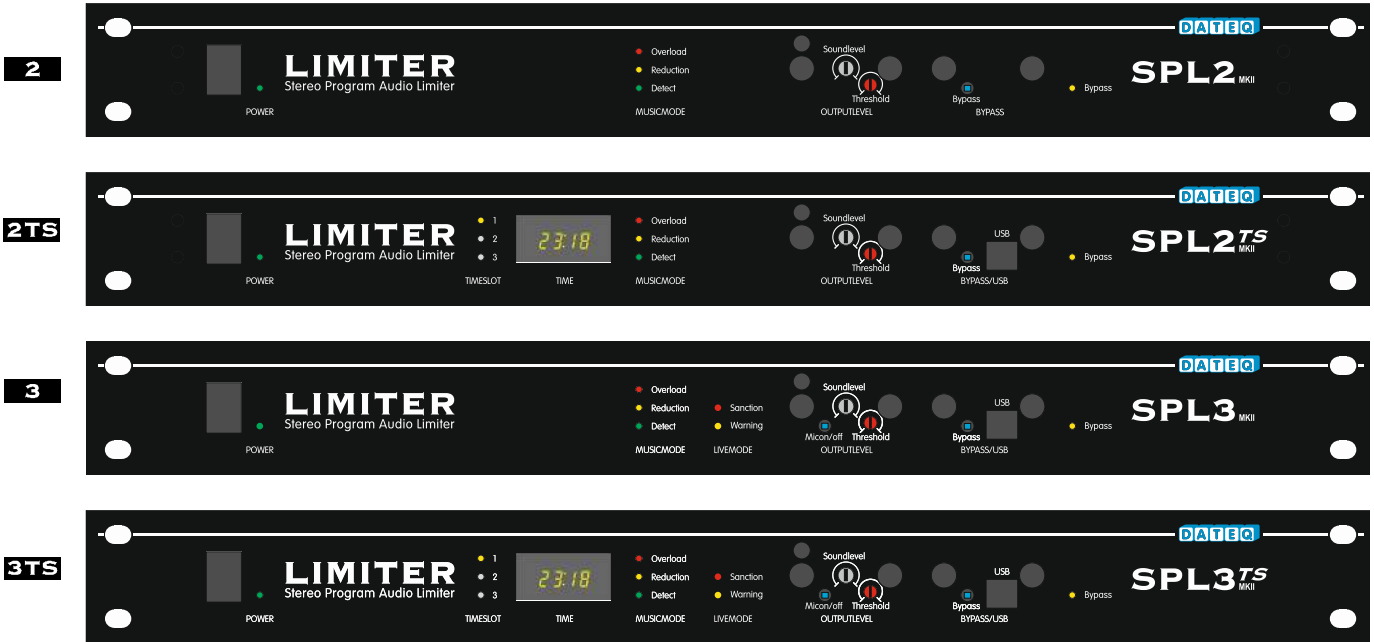 2
DATEQ
LIMITER
Stereo Program Audio Limiter
POWER
Overload
Reduction
Detect
MUSICMODE
Soundlevel
Threshold
OUTPUTLEVEL
Bypass
BYPASS
Bypass
SPL2 MKII
2TS
DATEQ
LIMITER
Stereo Program Audio Limiter
POWER
1
2
3
TIMESLOT
23:18
TIME
Overload
Reduction
Detect
MUSICMODE
Soundlevel
Threshold
OUTPUTLEVEL
USB
Bypass
BYPASS/USB
Bypass
SPL2TS MKII
3
DATEQ
LIMITER
Stereo Program Audio Limiter
POWER
Overload
Reduction
Detect
MUSICMODE
Sanction
Warning
LIVEMODE
Soundlevel
Micon/off
Threshold
OUTPUTLEVEL
USB
Bypass
BYPASS/USB
Bypass
SPL3 MKII
3TS
DATEQ
LIMITER
Stereo Program Audio Limiter
POWER
1
2
3
TIMESLOT
23:18
TIME
Overload
Reduction
Detect
MUSICMODE
Sanction
Warning
LIVEMODE
Soundlevel
Micon/off
Threshold
OUTPUTLEVEL
USB
Bypass
BYPASS/USB
Bypass
SPL3TS MKII